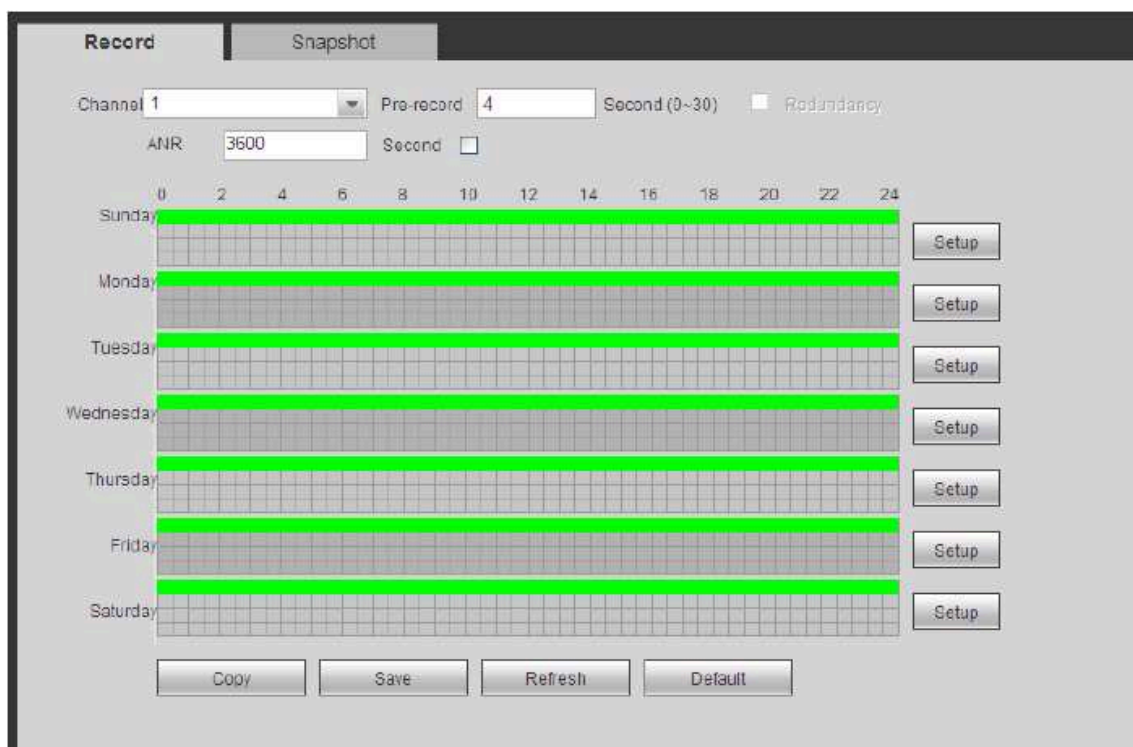 Record Snapshot
Channel 1 Pre-record 4 Second (0~30) Redundancy
ANR 3600 Second
0 2 4 6 8 10 12 14 16 18 20 22 24
Sunday Setup
Monday Setup
Tuesday Setup
Wednesday Setup
Thursday Setup
Friday Setup
Saturday Setup
Copy Save Refresh Default